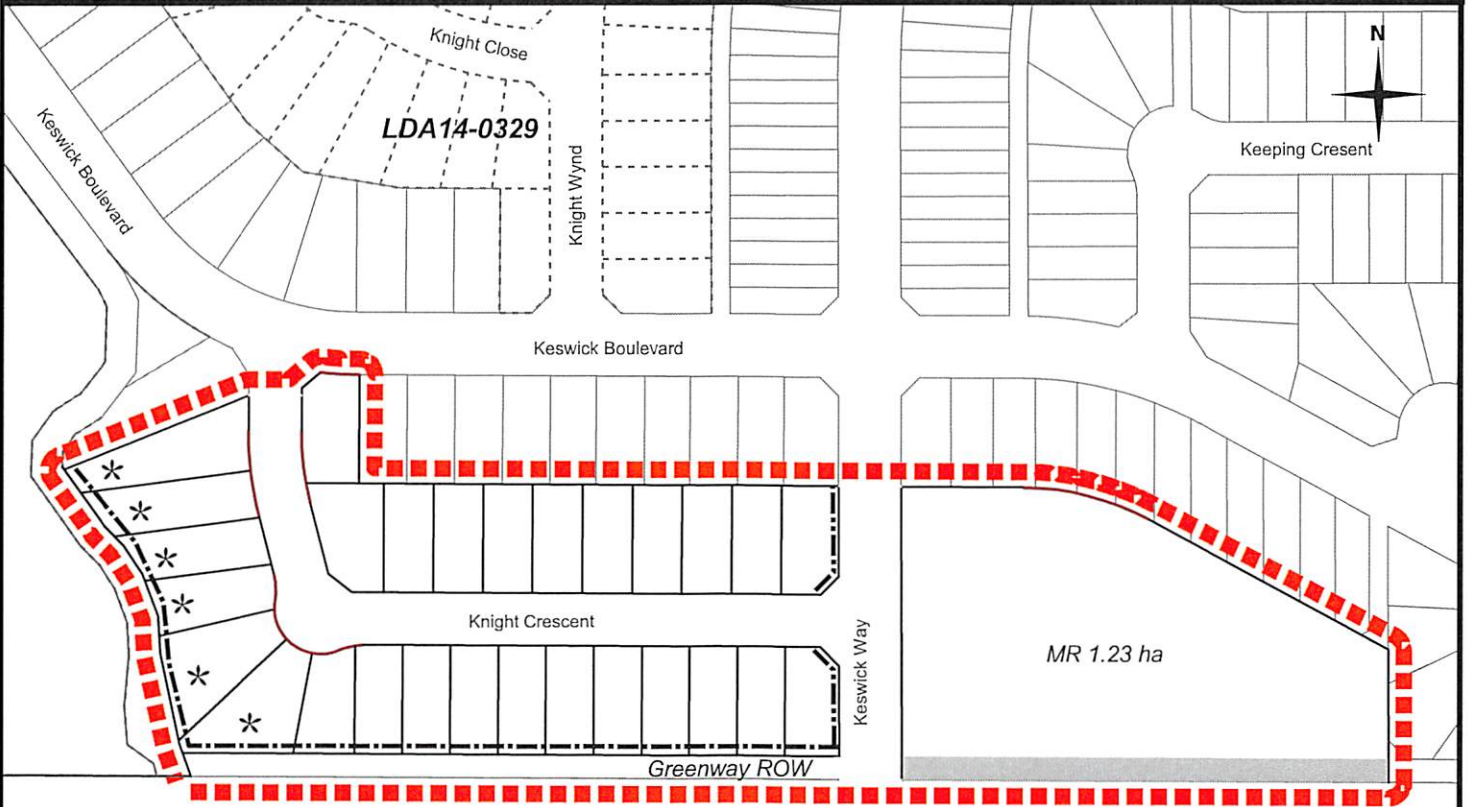 Knight Close
N
LDA14-0329
Keswick Boulevard
Knight Wynd
Keeping Cresent
Keswick Boulevard
Knight Crescent
Keswick Way
MR 1.23 ha
Greenway ROW